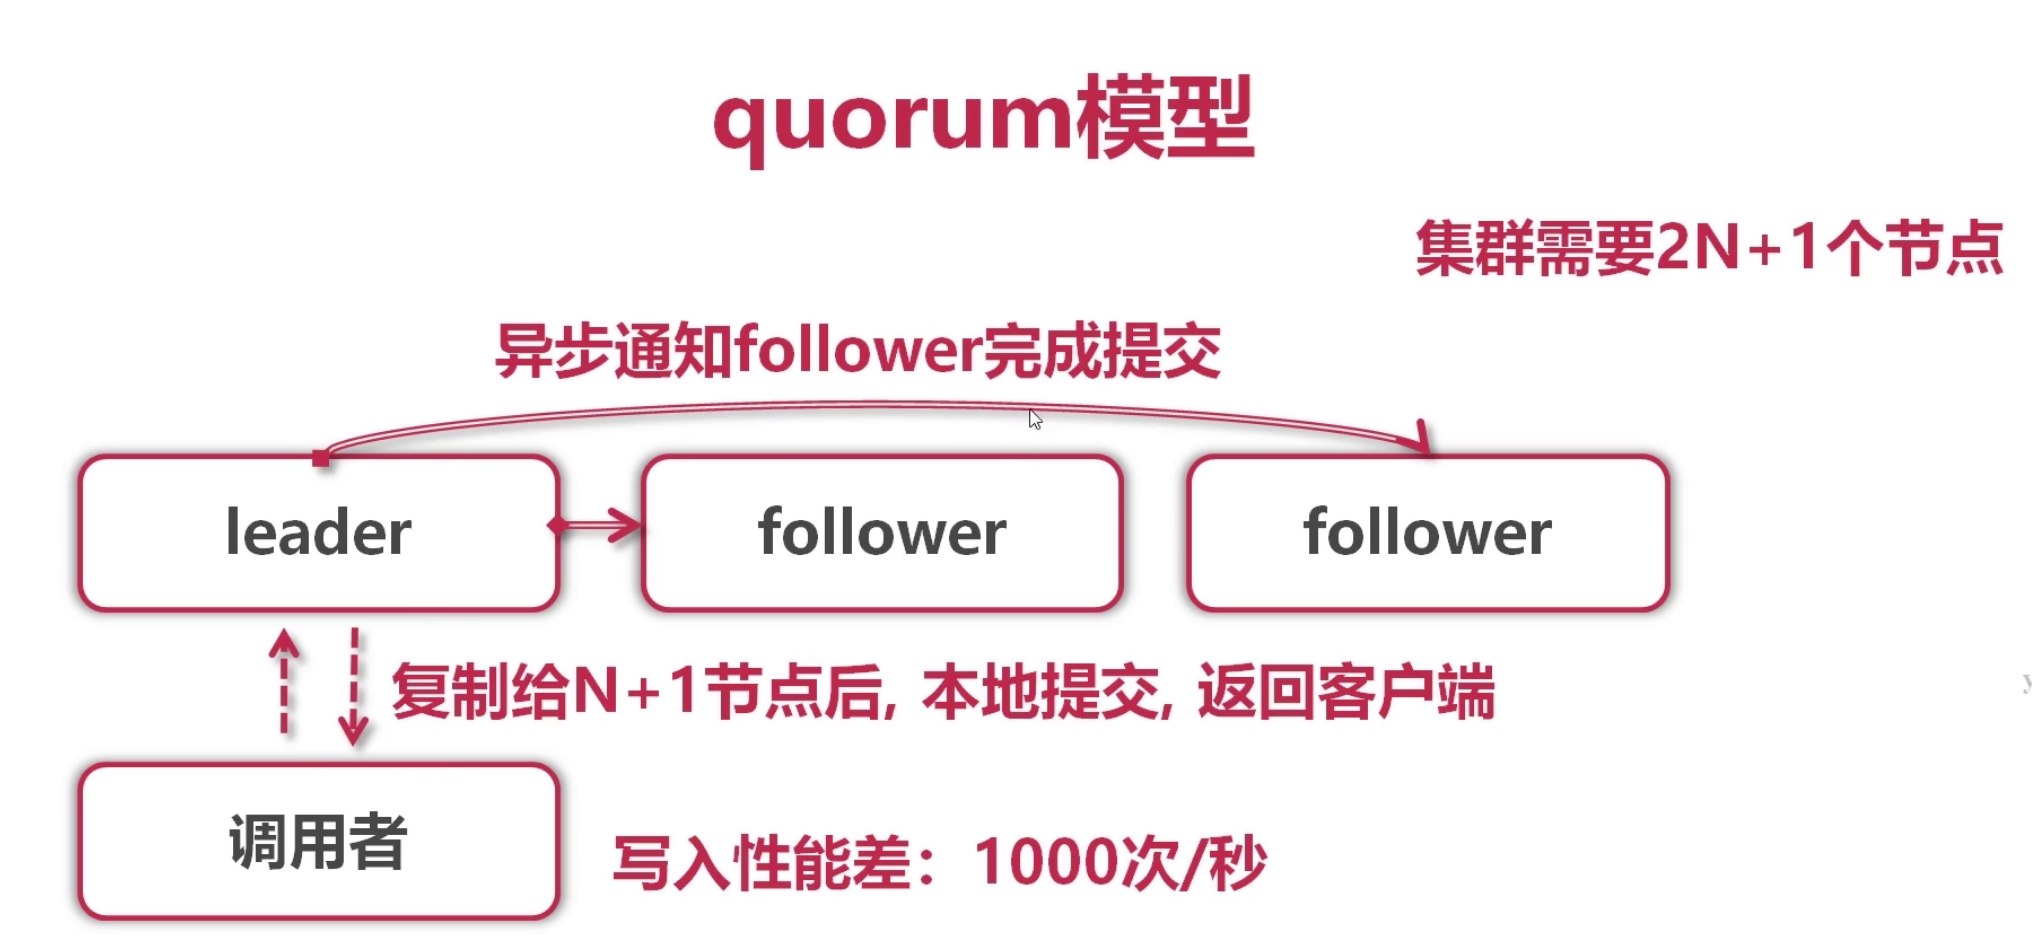 quorum模型
集群需要2N+1个节点
异步通知follower完成提交
leader
follower
follower
复制给N+1节点后, 本地提交, 返回客户端
调用者
写入性能差：1000次/秒